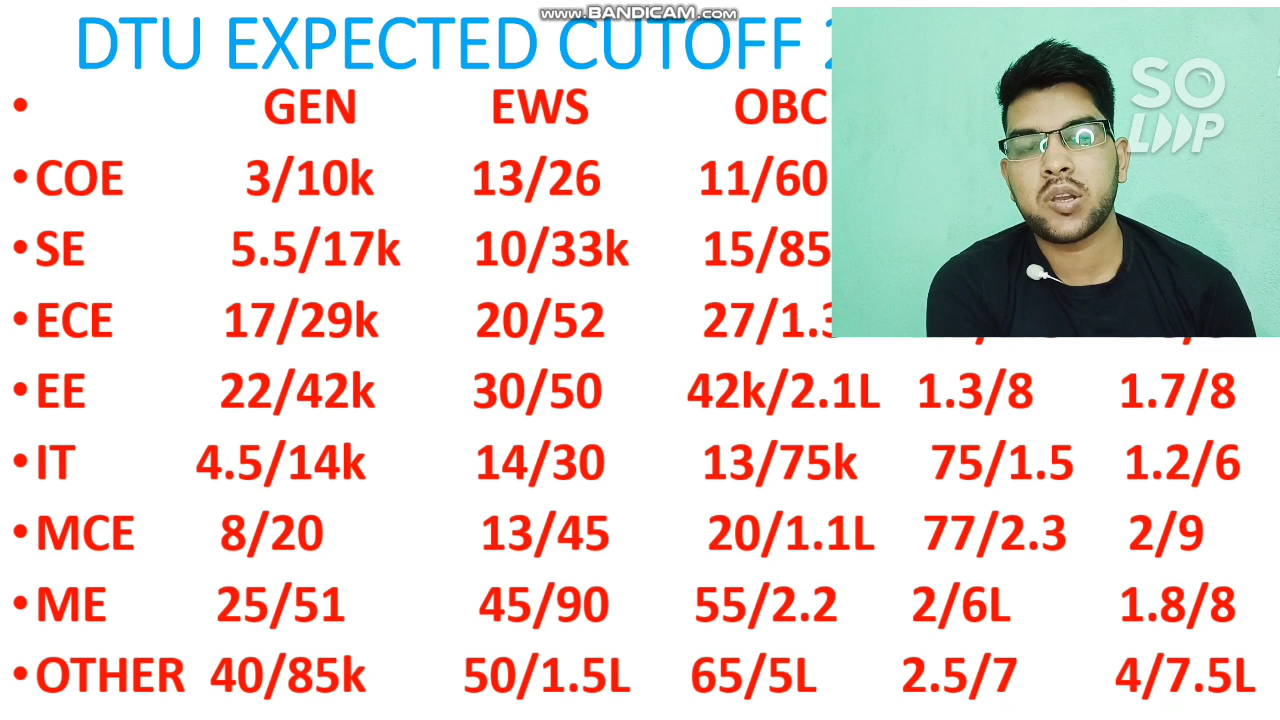 www.BANDICAM.com
DTU EXPECTED CUTOFF
SO
LOOP
• GEN EWS OBC
• COE 3/10k 13/26 11/60
• SE 5.5/17k 10/33k 15/85
• ECE 17/29k 20/52 27/1.3
• EE 22/42k 30/50 42k/2.1L 1.3/8 1.7/8
• IT 4.5/14k 14/30 13/75k 75/1.5 1.2/6
• MCE 8/20 13/45 20/1.1L 77/2.3 2/9
• ME 25/51 45/90 55/2.2 2/6L 1.8/8
• OTHER 40/85k 50/1.5L 65/5L 2.5/7 4/7.5L